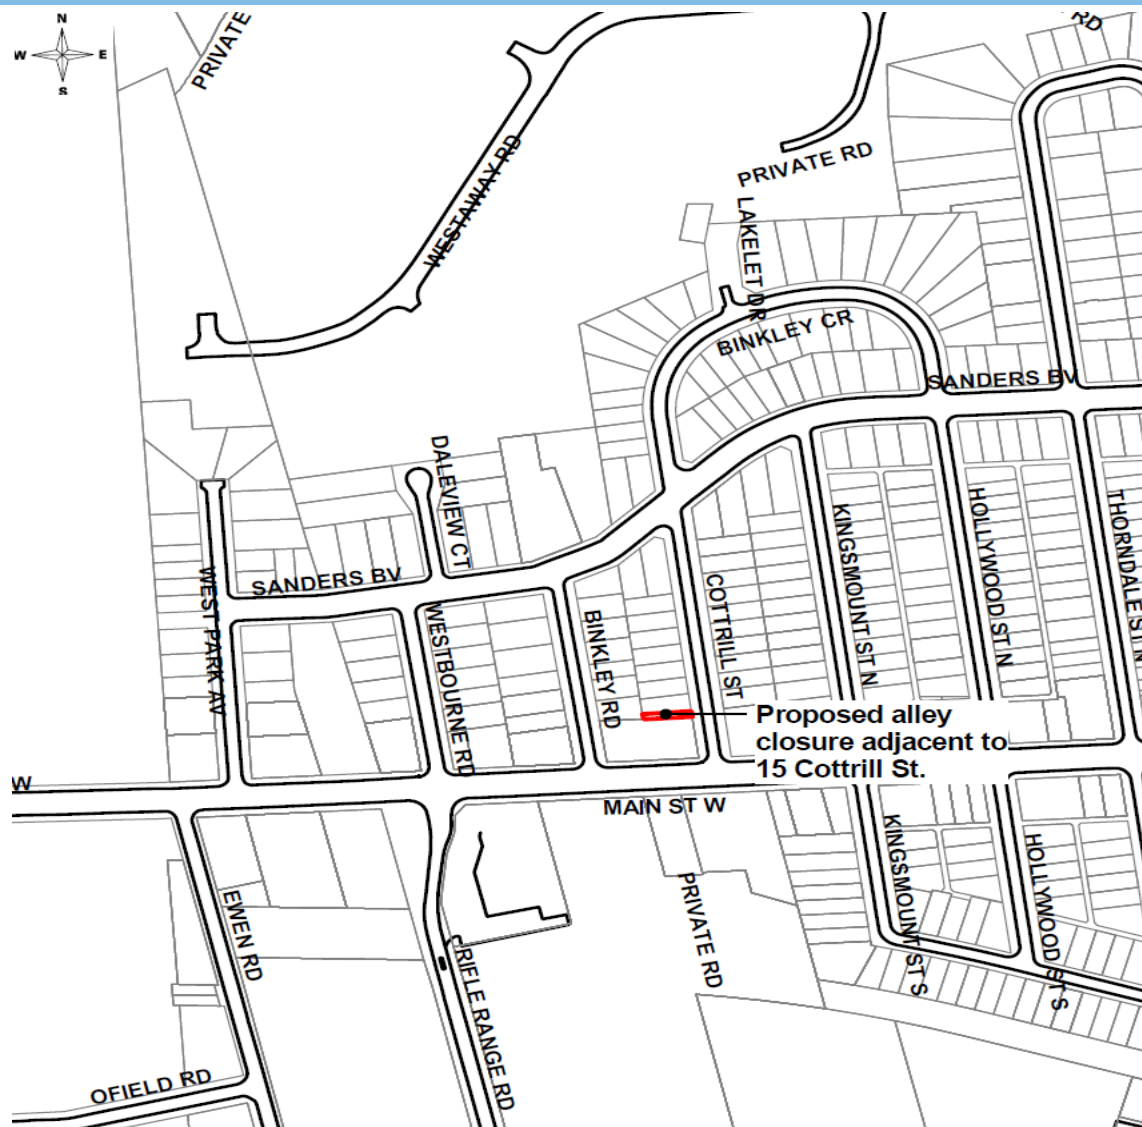 N
W E
S
PRIVATE
RD
PRIVATE RD
WESTAWAY RD
LAKELET DR
BINKLEY CR
SANDERS BV
DALEVIEW CT
SANDERS BV
WEST PARK AV
WESTBOURNE RD
BINKLEY RD
COTTRILL ST
KINGSMOUNT ST N
HOLLYWOOD ST N
THORNDALE ST N
Proposed alley
closure adjacent to
15 Cottrill St.
W
MAIN ST W
EWEN RD
RIFLE RANGE RD
PRIVATE RD
KINGSMOUNT ST S
HOLLYWOOD ST S
OFIELD RD